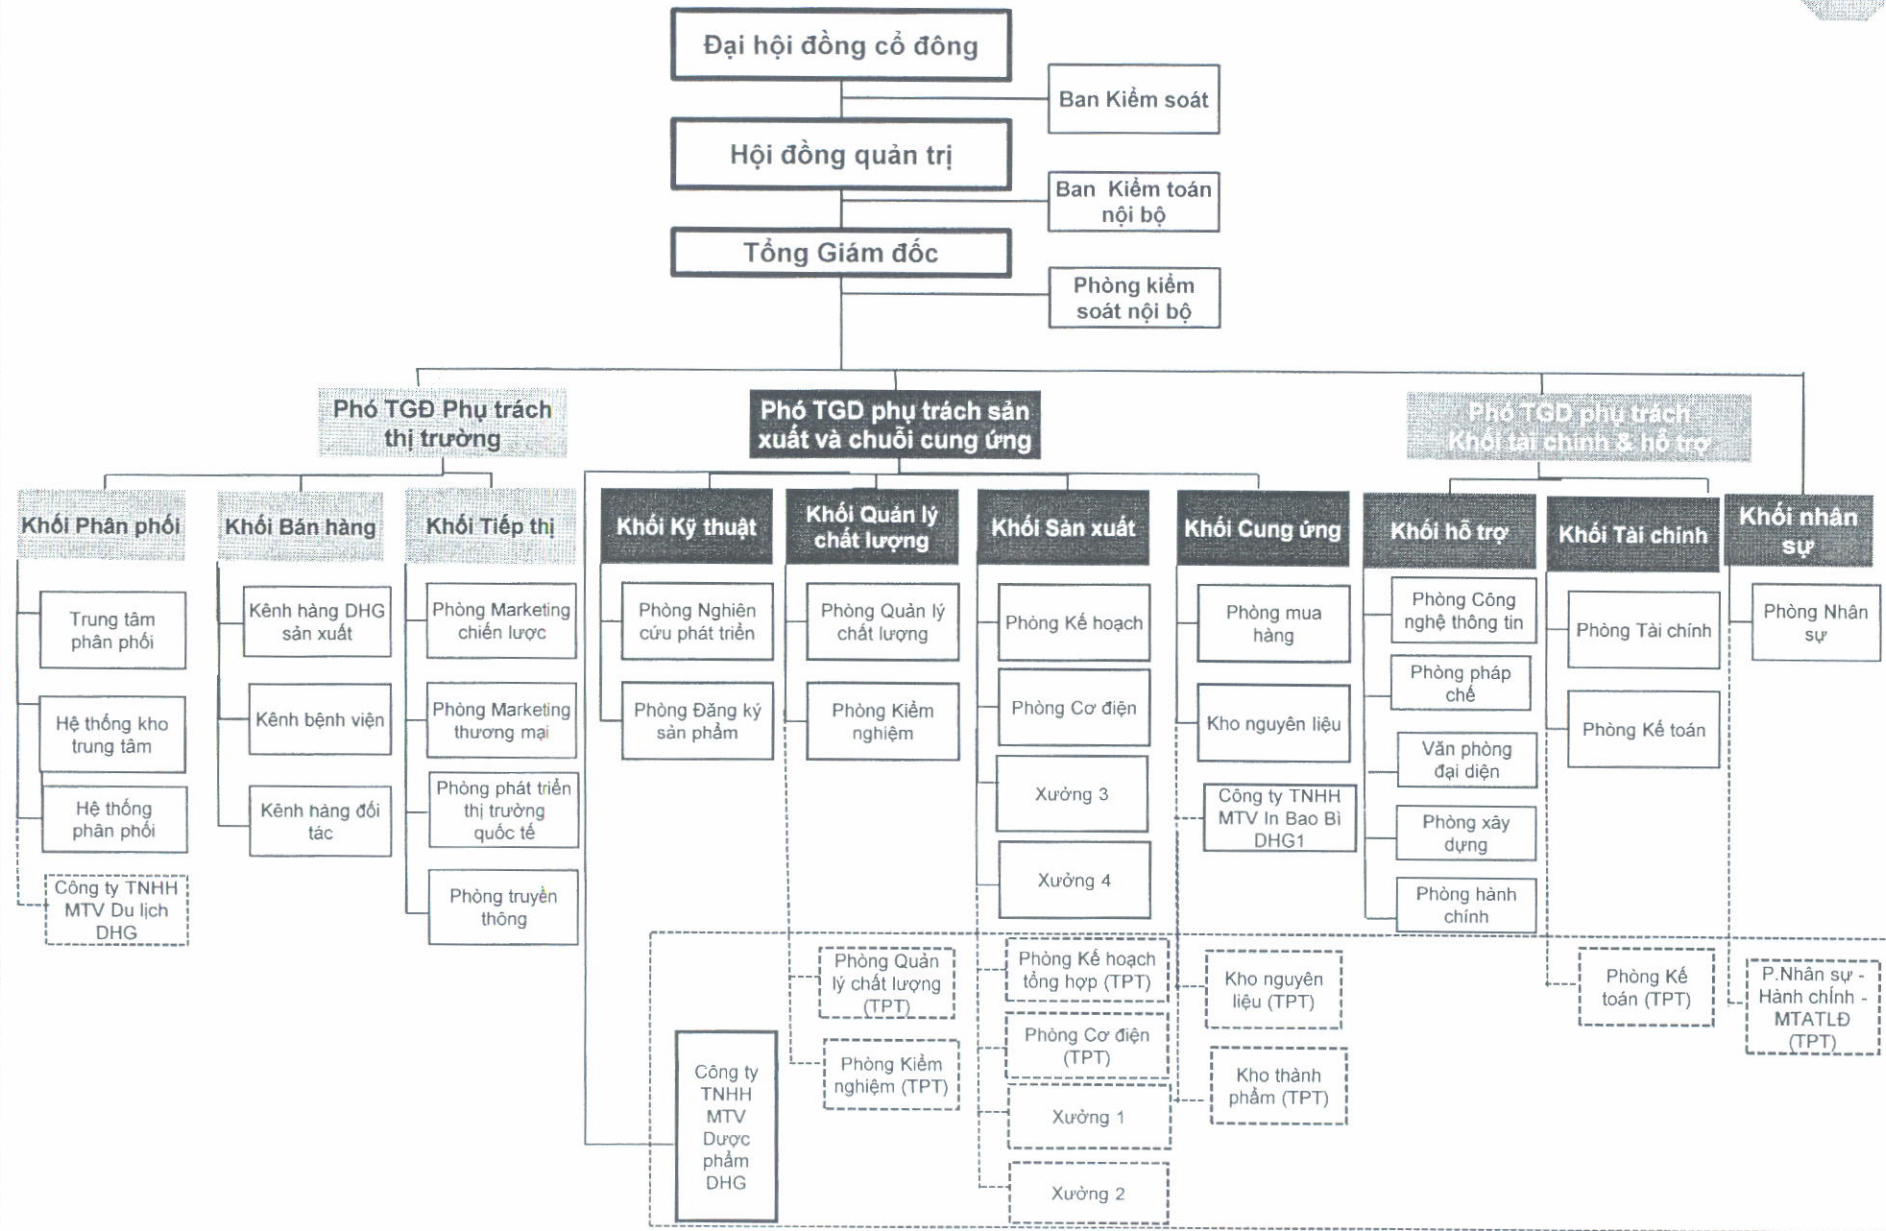 Đại hội đồng cổ đông
Ban Kiểm soát
Hội đồng quản trị
Ban Kiểm toán
nội bộ
Tổng Giám đốc
Phòng kiểm
soát nội bộ
Phó TGĐ Phụ trách
thị trường
Phó TGD phụ trách sản
xuất và chuỗi cung ứng
Phó TGD phụ trách
Khối tài chinh & hỗ trợ
Khối Phân phối
Khối Bán hàng
Khối Tiếp thị
Khối Kỹ thuật
Khối Quản lý
chất lượng
Khối Sản xuất
Khối Cung ứng
Khối hỗ trợ
Khối Tài chinh
Khối nhân
sự
Trung tâm
phân phối
Hệ thống kho
trung tâm
Hệ thống
phân phối
Công ty TNHH
MTV Du lịch
DHG
Kênh hàng DHG
sản xuất
Kênh bệnh viện
Kênh hàng đối
tác
Phòng Marketing
chiến lược
Phòng Marketing
thương mại
Phòng phát triển
thị trường
quốc tế
Phòng truyền
thông
Phòng Nghiên
cứu phát triển
Phòng Đăng ký
sản phẩm
Phòng Quản lý
chất lượng
Phòng Kiểm
nghiệm
Phòng Kế hoạch
Phòng Cơ điện
Xưởng 3
Xưởng 4
Phòng mua
hàng
Kho nguyên liệu
Công ty TNHH
MTV In Bao Bì
DHG1
Phòng Công
nghệ thông tin
Phòng pháp
chế
Văn phòng
đại diện
Phòng xây
dựng
Phòng hành
chính
Phòng Tài chính
Phòng Kế toán
Phòng Nhân
sự
Công ty
TNHH
MTV
Dược
phẩm
DHG
Phòng Quản
lý chất lượng
(TPT)
Phòng Kiểm
nghiệm (TPT)
Phòng Kế hoạch
tổng hợp (TPT)
Phòng Cơ điện
(TPT)
Xưởng 1
Xưởng 2
Kho nguyên
liệu (TPT)
Kho thành
phẩm (TPT)
Phòng Kế
toán (TPT)
P.Nhân sự -
Hành chính -
MTATLĐ
(TPT)